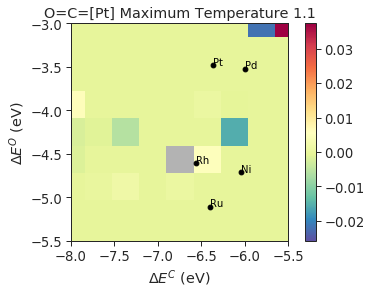 O=C=[Pt] Maximum Temperature 1.1
−3.0
−3.5
−4.0
−4.5
−5.0
−5.5
ΔE^O (eV)
Pt
Pd
Rh
Ni
Ru
−8.0 −7.5 −7.0 −6.5 −6.0 −5.5
ΔE^C (eV)
0.03
0.02
0.01
0.00
−0.01
−0.02